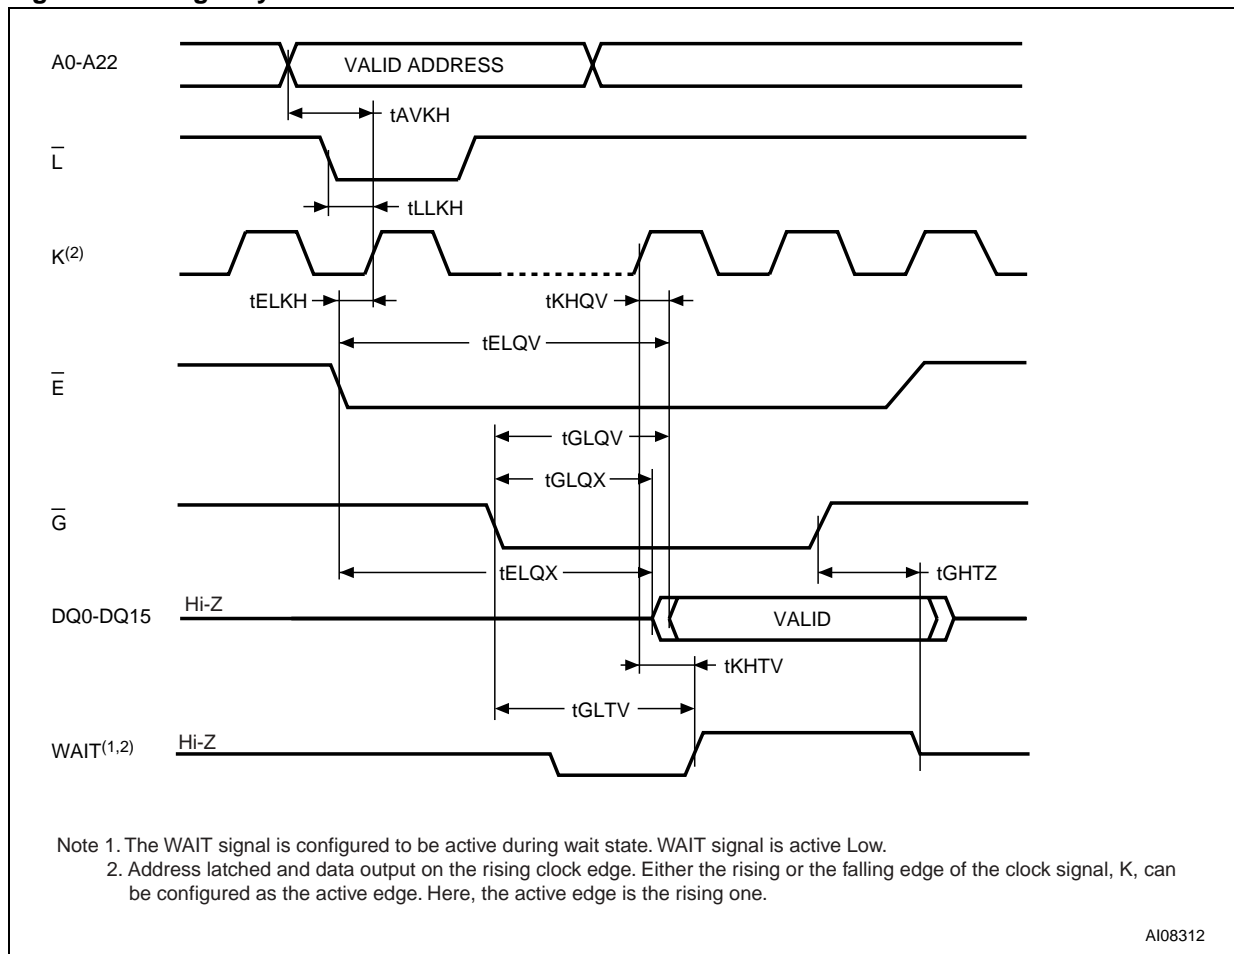 A0-A22
VALID ADDRESS
tAVKH
L
tLLKH
K(2)
tELKH
tKHQV
tELQV
E
tGLQV
tGLQX
G
tELQX
tGHTZ
DQ0-DQ15
Hi-Z
VALID
tKHTV
tGLTV
WAIT(1,2)
Hi-Z
Note 1. The WAIT signal is configured to be active during wait state. WAIT signal is active Low.
2. Address latched and data output on the rising clock edge. Either the rising or the falling edge of the clock signal, K, can
be configured as the active edge. Here, the active edge is the rising one.
AI08312